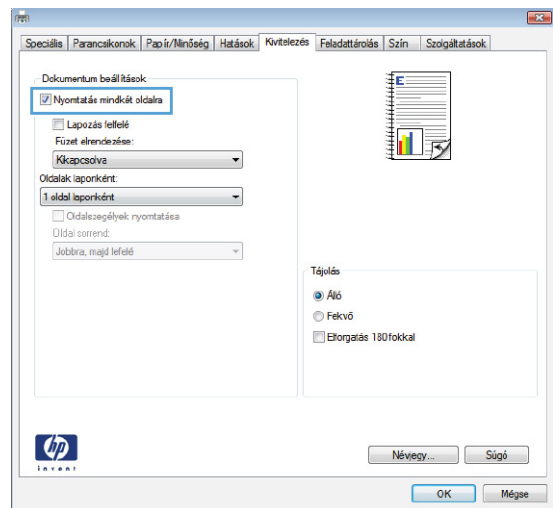 Speciális Parancsikonok Papír/Minőség Hatások Kivitelezés Feladattárolás Szín Szolgáltatások
Dokumentum beállítások
Nyomtatás mindkét oldalra
Lapozás felfelé
Füzet elrendezése:
Kikapcsolva
Oldalak laponként:
1 oldal laponként
Oldalszegélyek nyomtatása
Oldal sorrend:
Jobbra, majd lefelé
E
Tájolás
Álló
Fekvő
Elforgatás 180 fokkal
hp
invent
Névjegy... Súgó
OK Mégse